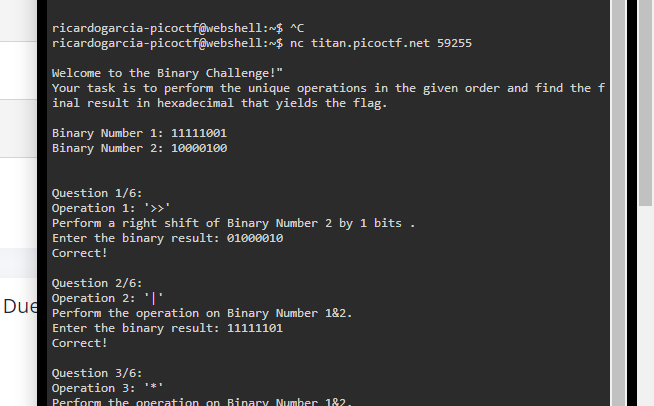 ricardogarcia-picoctf@webshell:~$ ^C
ricardogarcia-picoctf@webshell:~$ nc titan.picoctf.net 59255
Welcome to the Binary Challenge!"
Your task is to perform the unique operations in the given order and find the f
inal result in hexadecimal that yields the flag.
Binary Number 1: 11111001
Binary Number 2: 10000100
Question 1/6:
Operation 1: '>>'
Perform a right shift of Binary Number 2 by 1 bits .
Enter the binary result: 01000010
Correct!
Question 2/6:
Due
Operation 2: '|'
Perform the operation on Binary Number 1&2.
Enter the binary result: 11111101
Correct!
Question 3/6:
Operation 3: '*'
Perform the operation on Binary Number 1&2.